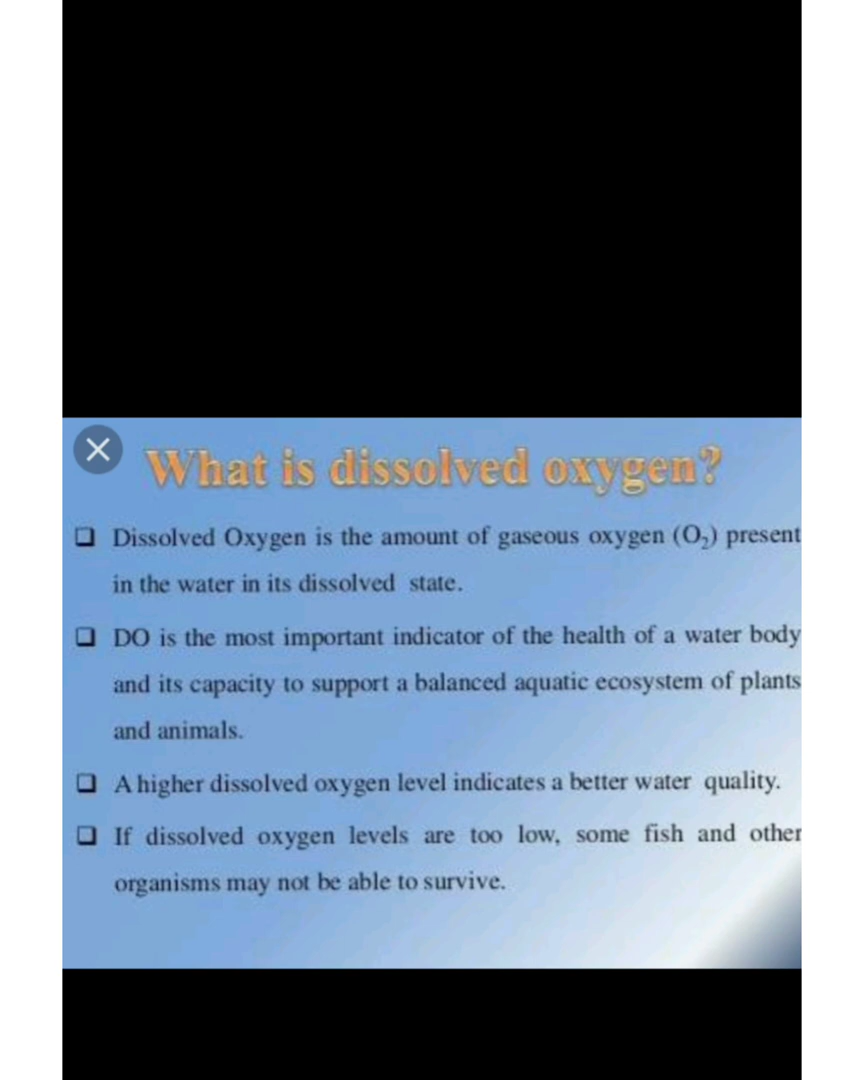 What is dissolved oxygen?
❑ Dissolved Oxygen is the amount of gaseous oxygen (O₂) present
in the water in its dissolved state.
❑ DO is the most important indicator of the health of a water body
and its capacity to support a balanced aquatic ecosystem of plants
and animals.
❑ A higher dissolved oxygen level indicates a better water quality.
❑ If dissolved oxygen levels are too low, some fish and other
organisms may not be able to survive.